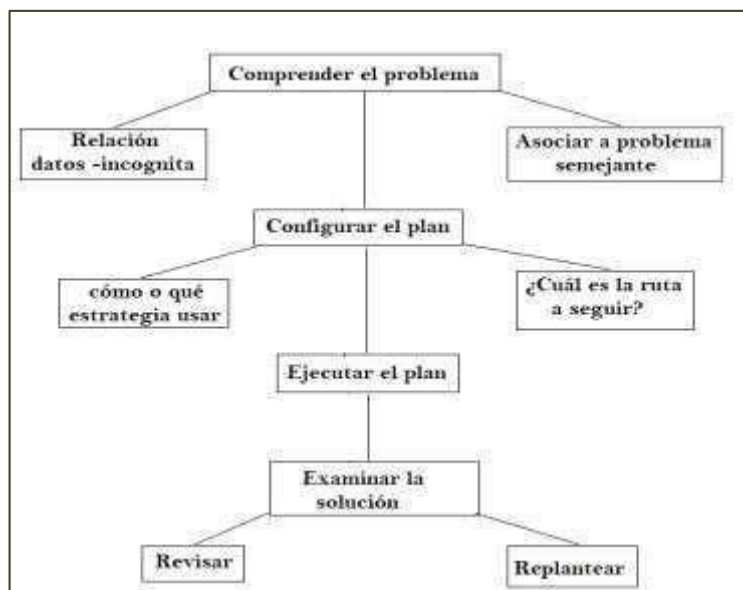 Comprender el problema
Relación
datos -incognita
Asociar a problema
semejante
Configurar el plan
cómo o qué
estrategia usar
¿Cuál es la ruta
a seguir?
Ejecutar el plan
Examinar la
solución
Revisar
Replantear